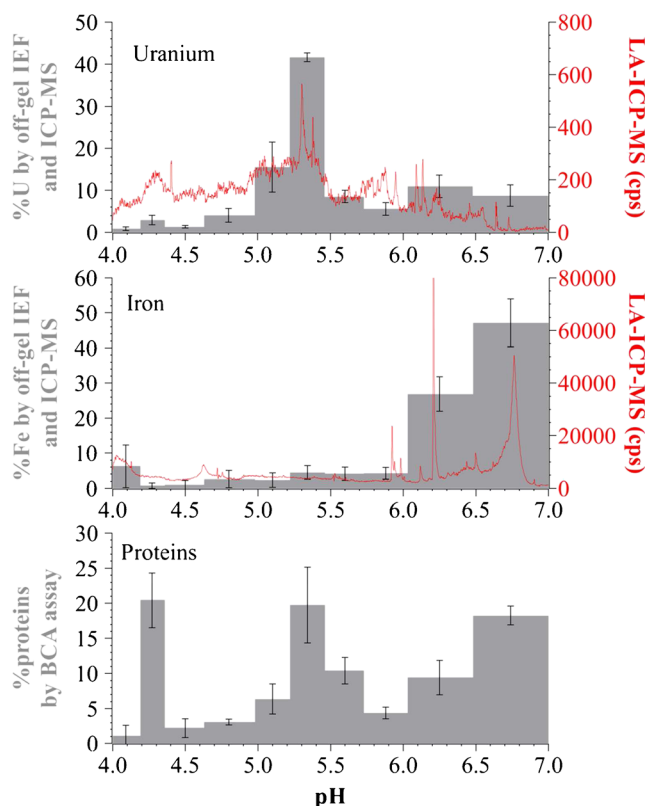 %U by off-gel IEF
and ICP-MS
50
40
30
20
10
0
Uranium
800
600
400
200
0
LA-ICP-MS (cps)
4.0 4.5 5.0 5.5 6.0 6.5 7.0
%Fe by off-gel IEF
and ICP-MS
60
50
40
30
20
10
0
Iron
80000
60000
40000
20000
0
LA-ICP-MS (cps)
4.0 4.5 5.0 5.5 6.0 6.5 7.0
%proteins
by BCA assay
30
25
20
15
10
5
0
Proteins
4.0 4.5 5.0 5.5 6.0 6.5 7.0
pH